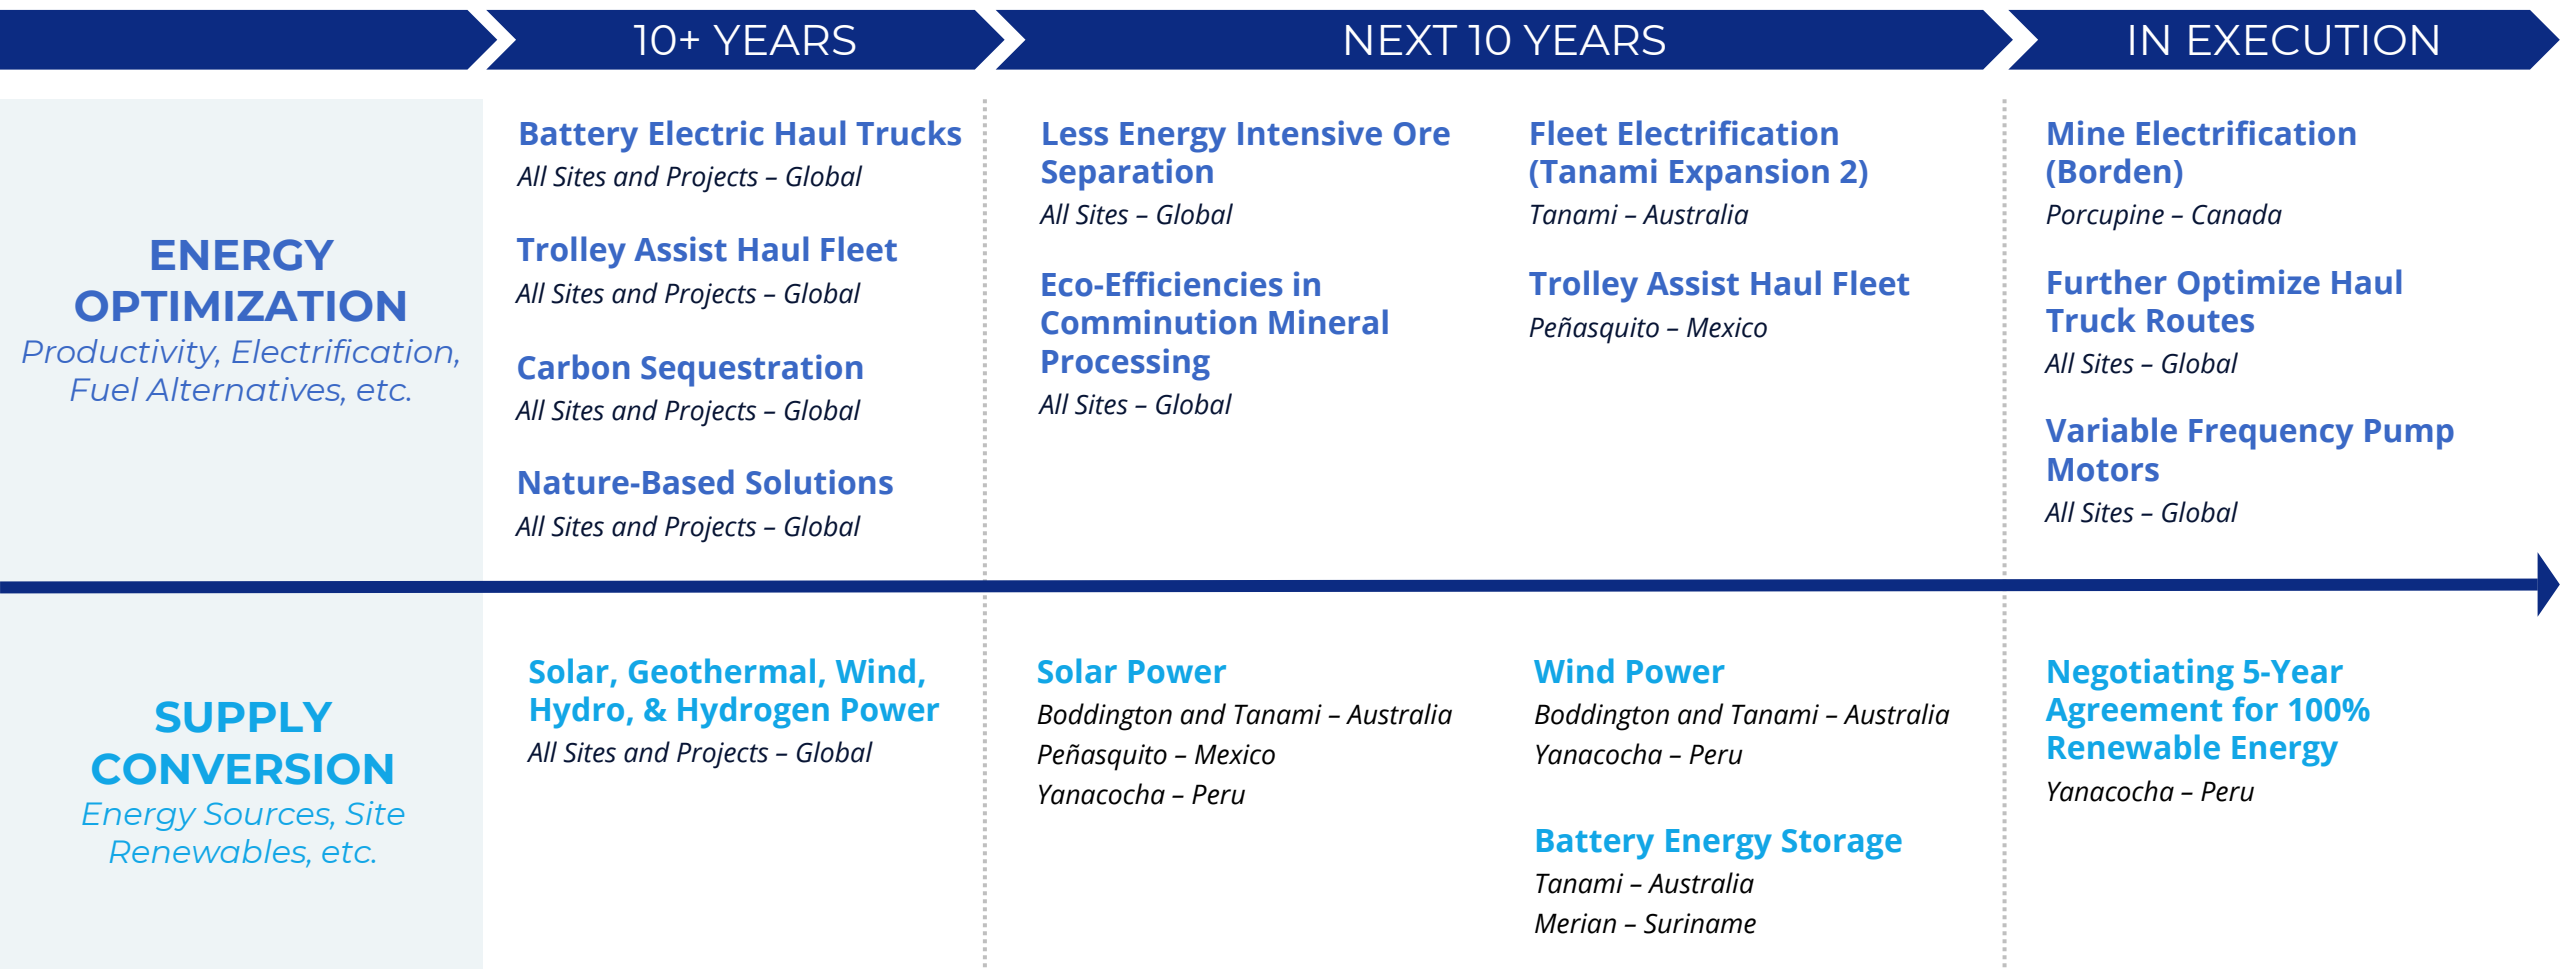 10+ YEARS
NEXT 10 YEARS
IN EXECUTION
ENERGY
OPTIMIZATION
Productivity, Electrification,
Fuel Alternatives, etc.
Battery Electric Haul Trucks
All Sites and Projects – Global
Trolley Assist Haul Fleet
All Sites and Projects – Global
Carbon Sequestration
All Sites and Projects – Global
Nature-Based Solutions
All Sites and Projects – Global
Less Energy Intensive Ore
Separation
All Sites – Global
Eco-Efficiencies in
Comminution Mineral
Processing
All Sites – Global
Fleet Electrification
(Tanami Expansion 2)
Tanami – Australia
Trolley Assist Haul Fleet
Peñasquito – Mexico
Mine Electrification
(Borden)
Porcupine – Canada
Further Optimize Haul
Truck Routes
All Sites – Global
Variable Frequency Pump
Motors
All Sites – Global
SUPPLY
CONVERSION
Energy Sources, Site
Renewables, etc.
Solar, Geothermal, Wind,
Hydro, & Hydrogen Power
All Sites and Projects – Global
Solar Power
Boddington and Tanami – Australia
Peñasquito – Mexico
Yanacocha – Peru
Wind Power
Boddington and Tanami – Australia
Yanacocha – Peru
Battery Energy Storage
Tanami – Australia
Merian – Suriname
Negotiating 5-Year
Agreement for 100%
Renewable Energy
Yanacocha – Peru